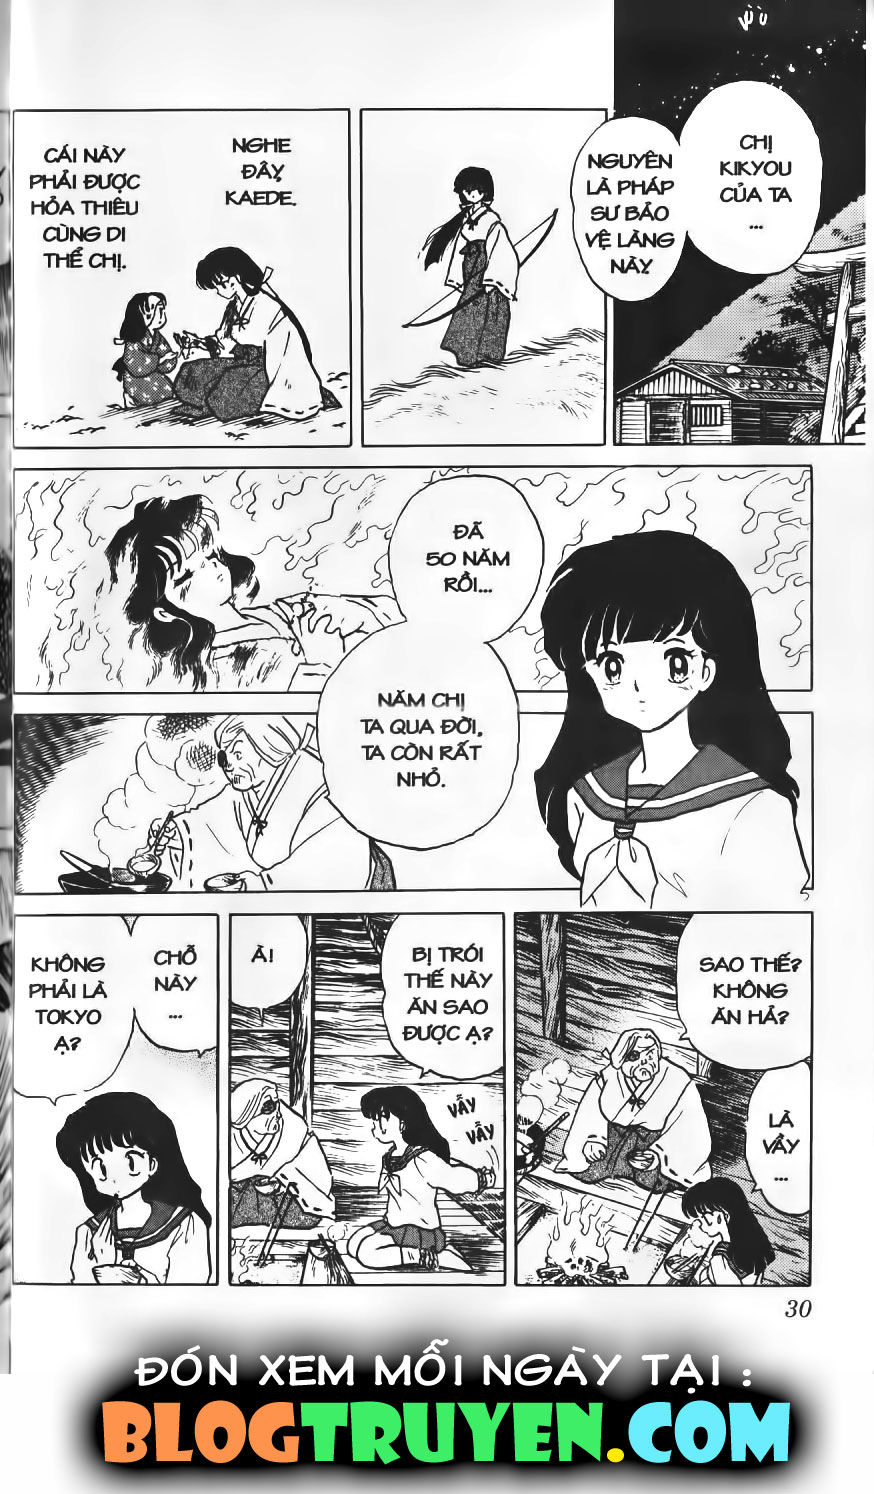 CHỊ
KIKYOU
CỦA TA
...
NGUYÊN
LÀ PHÁP
SƯ BẢO
VỆ LÀNG
NÀY.
NGHE
ĐÂY,
KAEDE.
CÁI NÀY
PHẢI ĐƯỢC
HỎA THIÊU
CÙNG DI
THỂ CHỊ.
ĐÃ
50 NĂM
RỒI...
NĂM CHỊ
TA QUA ĐỜI,
TA CÒN RẤT
NHỎ.
SAO THẾ?
KHÔNG
ĂN HẢ?
LÀ
VẦY
...
BỊ TRÓI
THẾ NÀY
ĂN SAO
ĐƯỢC Ạ?
VẪY
VẪY
À!
CHỖ
NÀY
...
KHÔNG
PHẢI LÀ
TOKYO
Ạ?
30
ĐÓN XEM MỖI NGÀY TẠI :
BLOGTRUYEN.COM